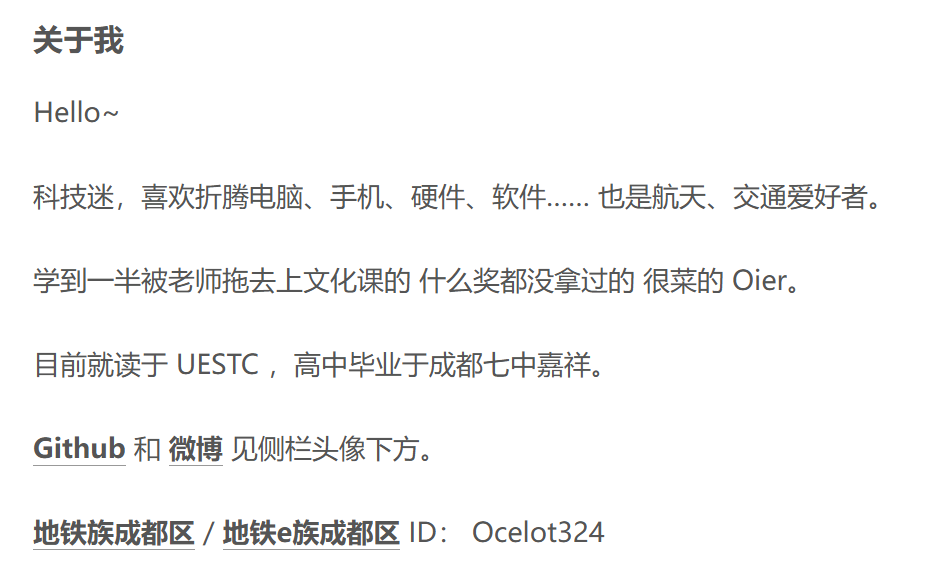 关于我
Hello~
科技迷，喜欢折腾电脑、手机、硬件、软件…… 也是航天、交通爱好者。
学到一半被老师拖去上文化课的 什么奖都没拿过的 很菜的 Oier。
目前就读于 UESTC ，高中毕业于成都七中嘉祥。
Github 和 微博 见侧栏头像下方。
地铁族成都区 / 地铁e族成都区 ID： Ocelot324